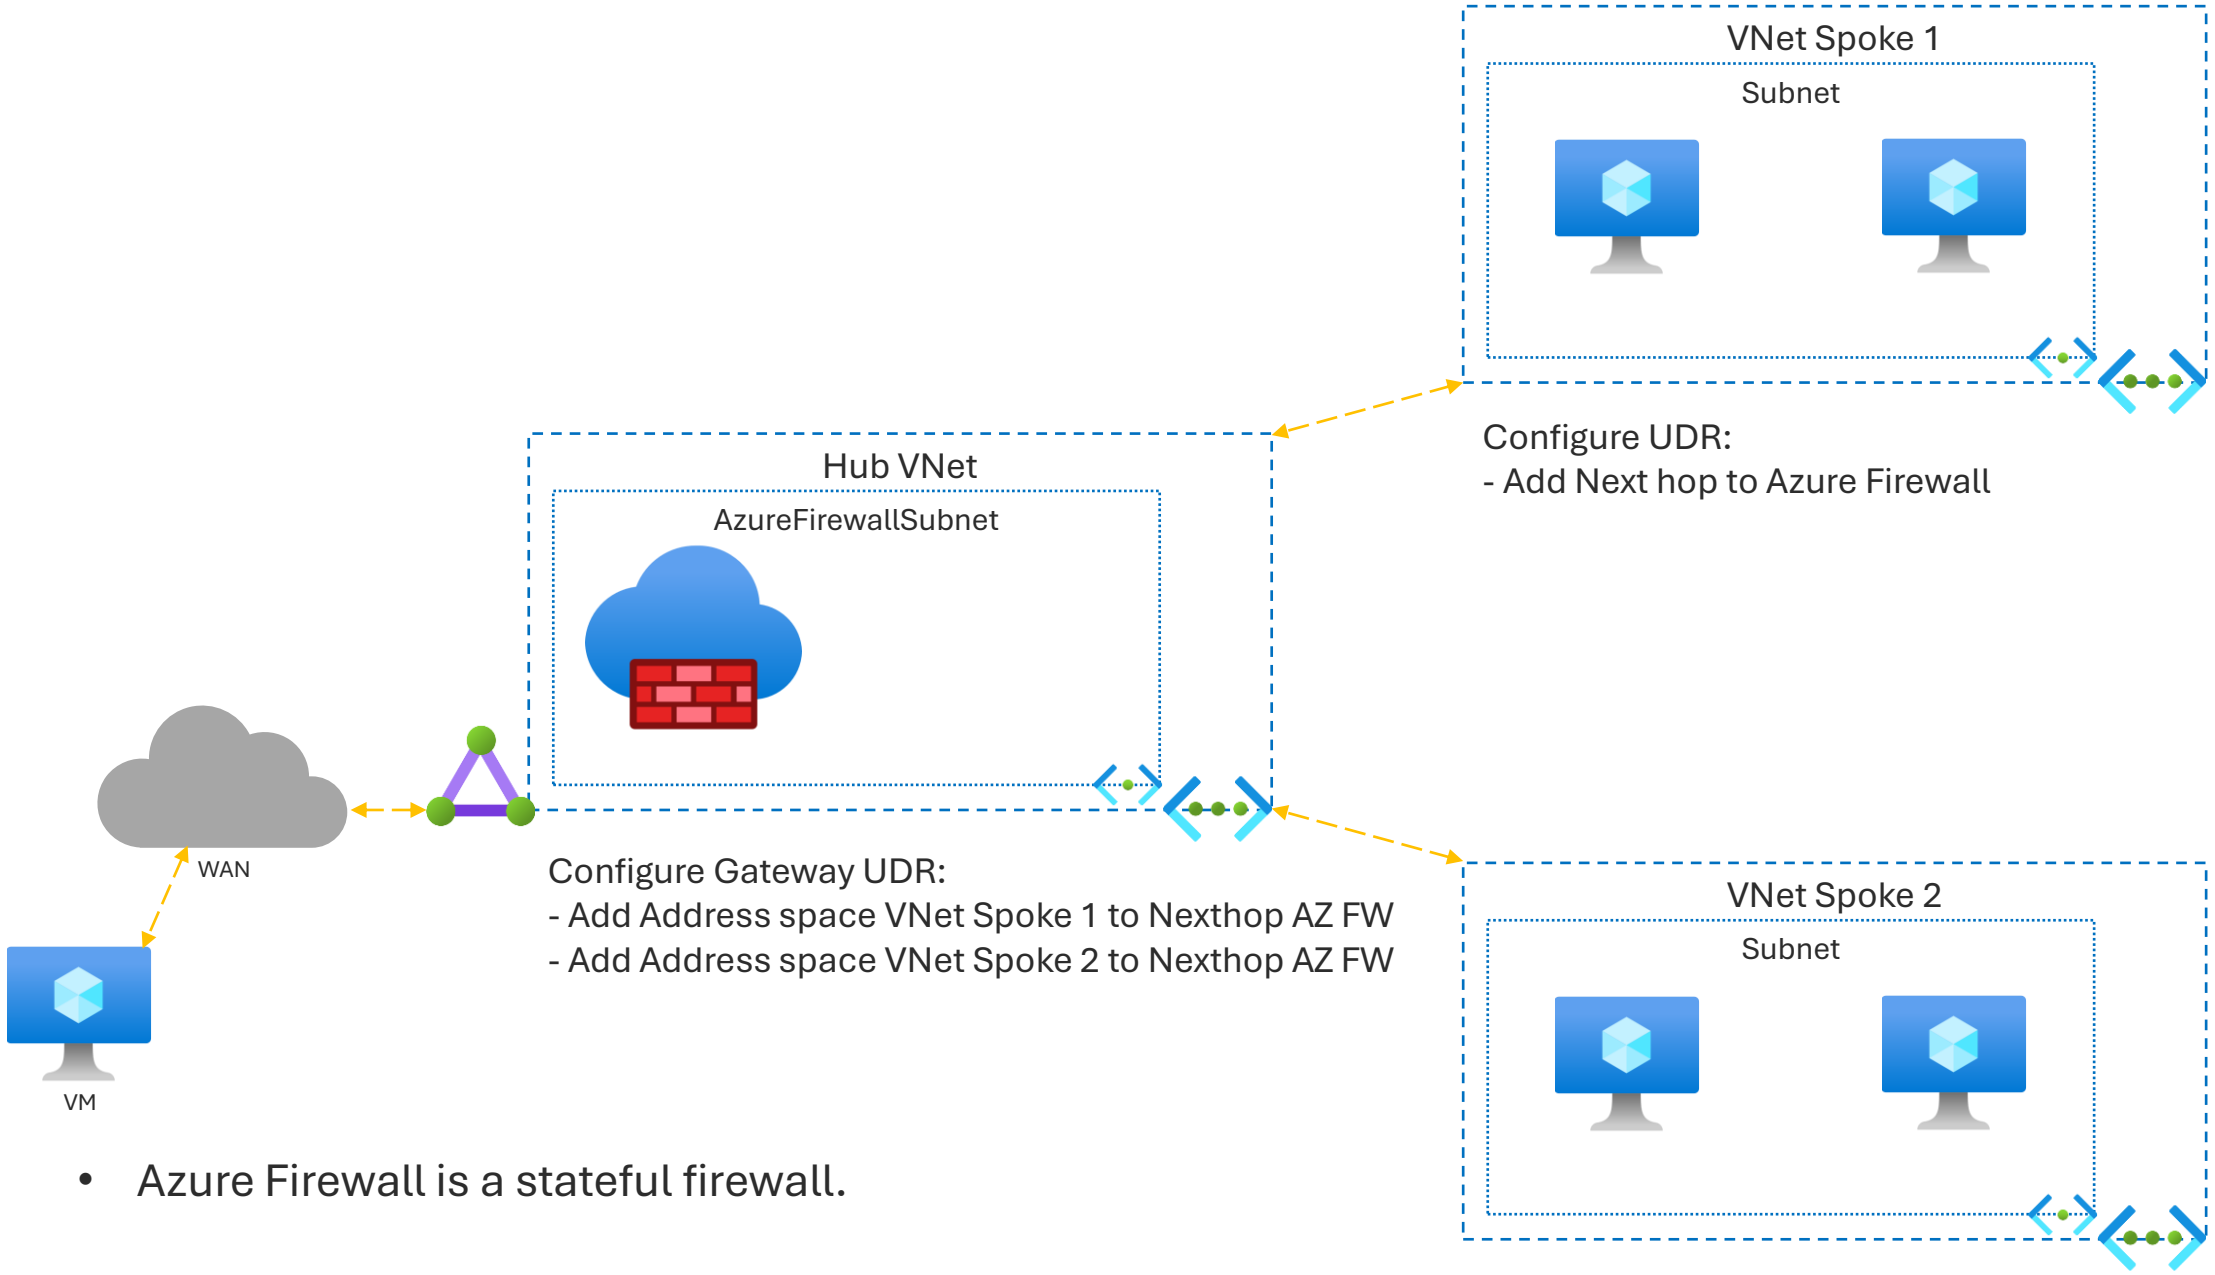 VNet Spoke 1
Subnet
Configure UDR:
- Add Next hop to Azure Firewall
Hub VNet
AzureFirewallSubnet
WAN
VM
Configure Gateway UDR:
- Add Address space VNet Spoke 1 to Nexthop AZ FW
- Add Address space VNet Spoke 2 to Nexthop AZ FW
VNet Spoke 2
Subnet
• Azure Firewall is a stateful firewall.